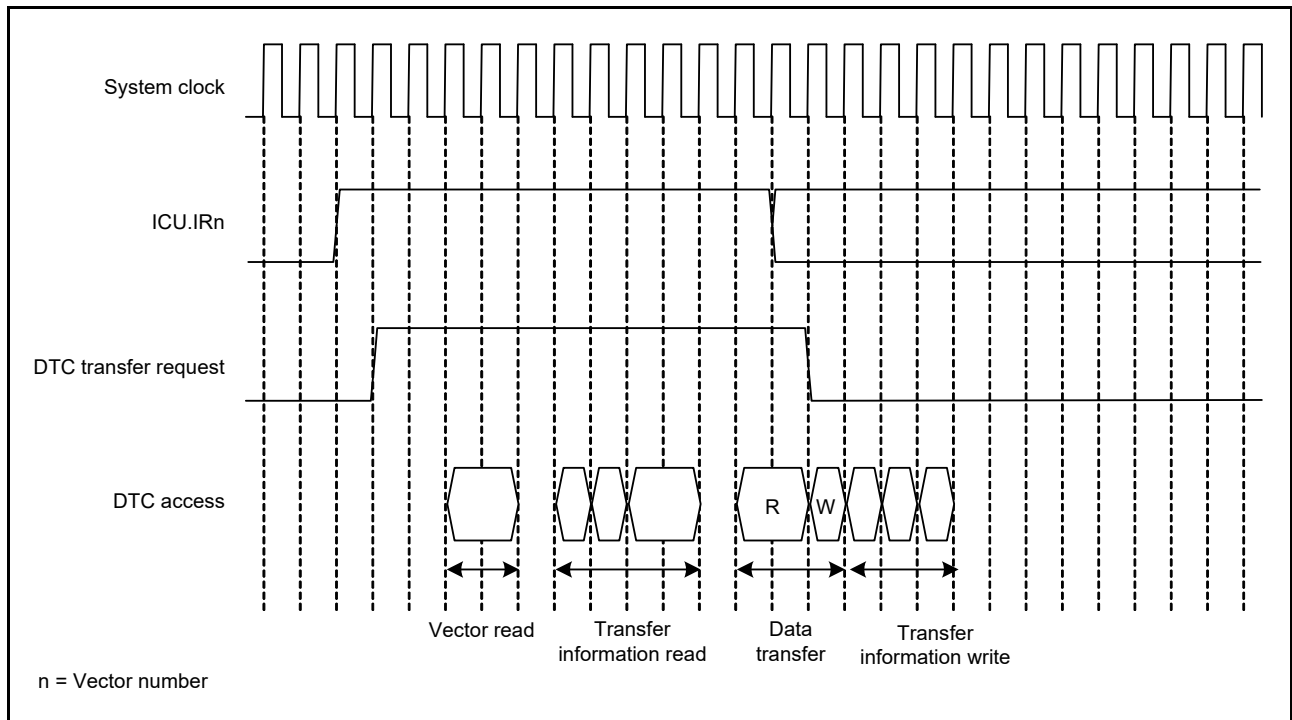 System clock
ICU.IRn
DTC transfer request
DTC access
R
W
Vector read
Transfer
information read
Data
transfer
Transfer
information write
n = Vector number